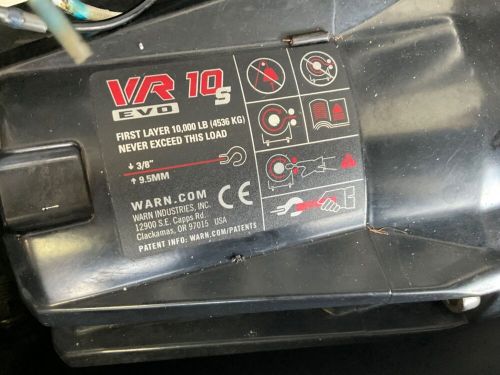 VR 10 S
EVO
FIRST LAYER 10,000 LB (4536 KG)
NEVER EXCEED THIS LOAD
3/8"
9.5MM
WARN.COM
WARN INDUSTRIES, INC.
12900 S.E. Capps Rd.
Clackamas, OR 97015 USA
PATENT INFO: WARN.COM/PATENTS
CE